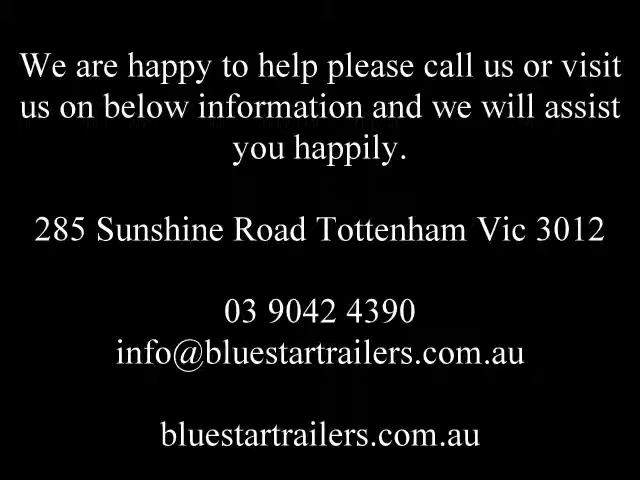 We are happy to help please call us or visit
us on below information and we will assist
you happily.
285 Sunshine Road Tottenham Vic 3012
03 9042 4390
info@bluestartrailers.com.au
bluestartrailers.com.au